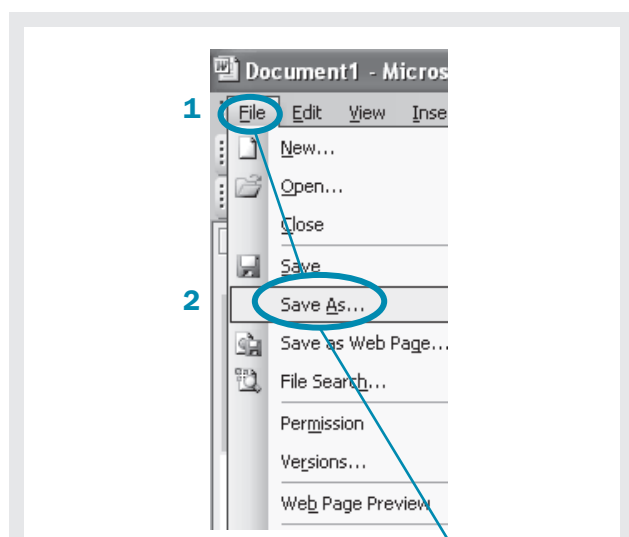 Document1 - Micros
1
File Edit View Inse
New...
Open...
Close
Save
2
Save As...
Save as Web Page...
File Search...
Permission
Versions...
Web Page Preview